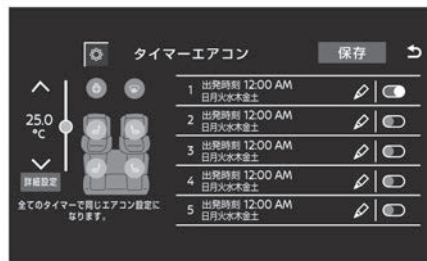 タイマーエアコン
保存
25.0
°C
詳細設定
全てのタイマーで同じエアコン設定に
なります。
1 出発時刻 12:00 AM
日月火水木金土
2 出発時刻 12:00 AM
日月火水木金土
3 出発時刻 12:00 AM
日月火水木金土
4 出発時刻 12:00 AM
日月火水木金土
5 出発時刻 12:00 AM
日月火水木金土